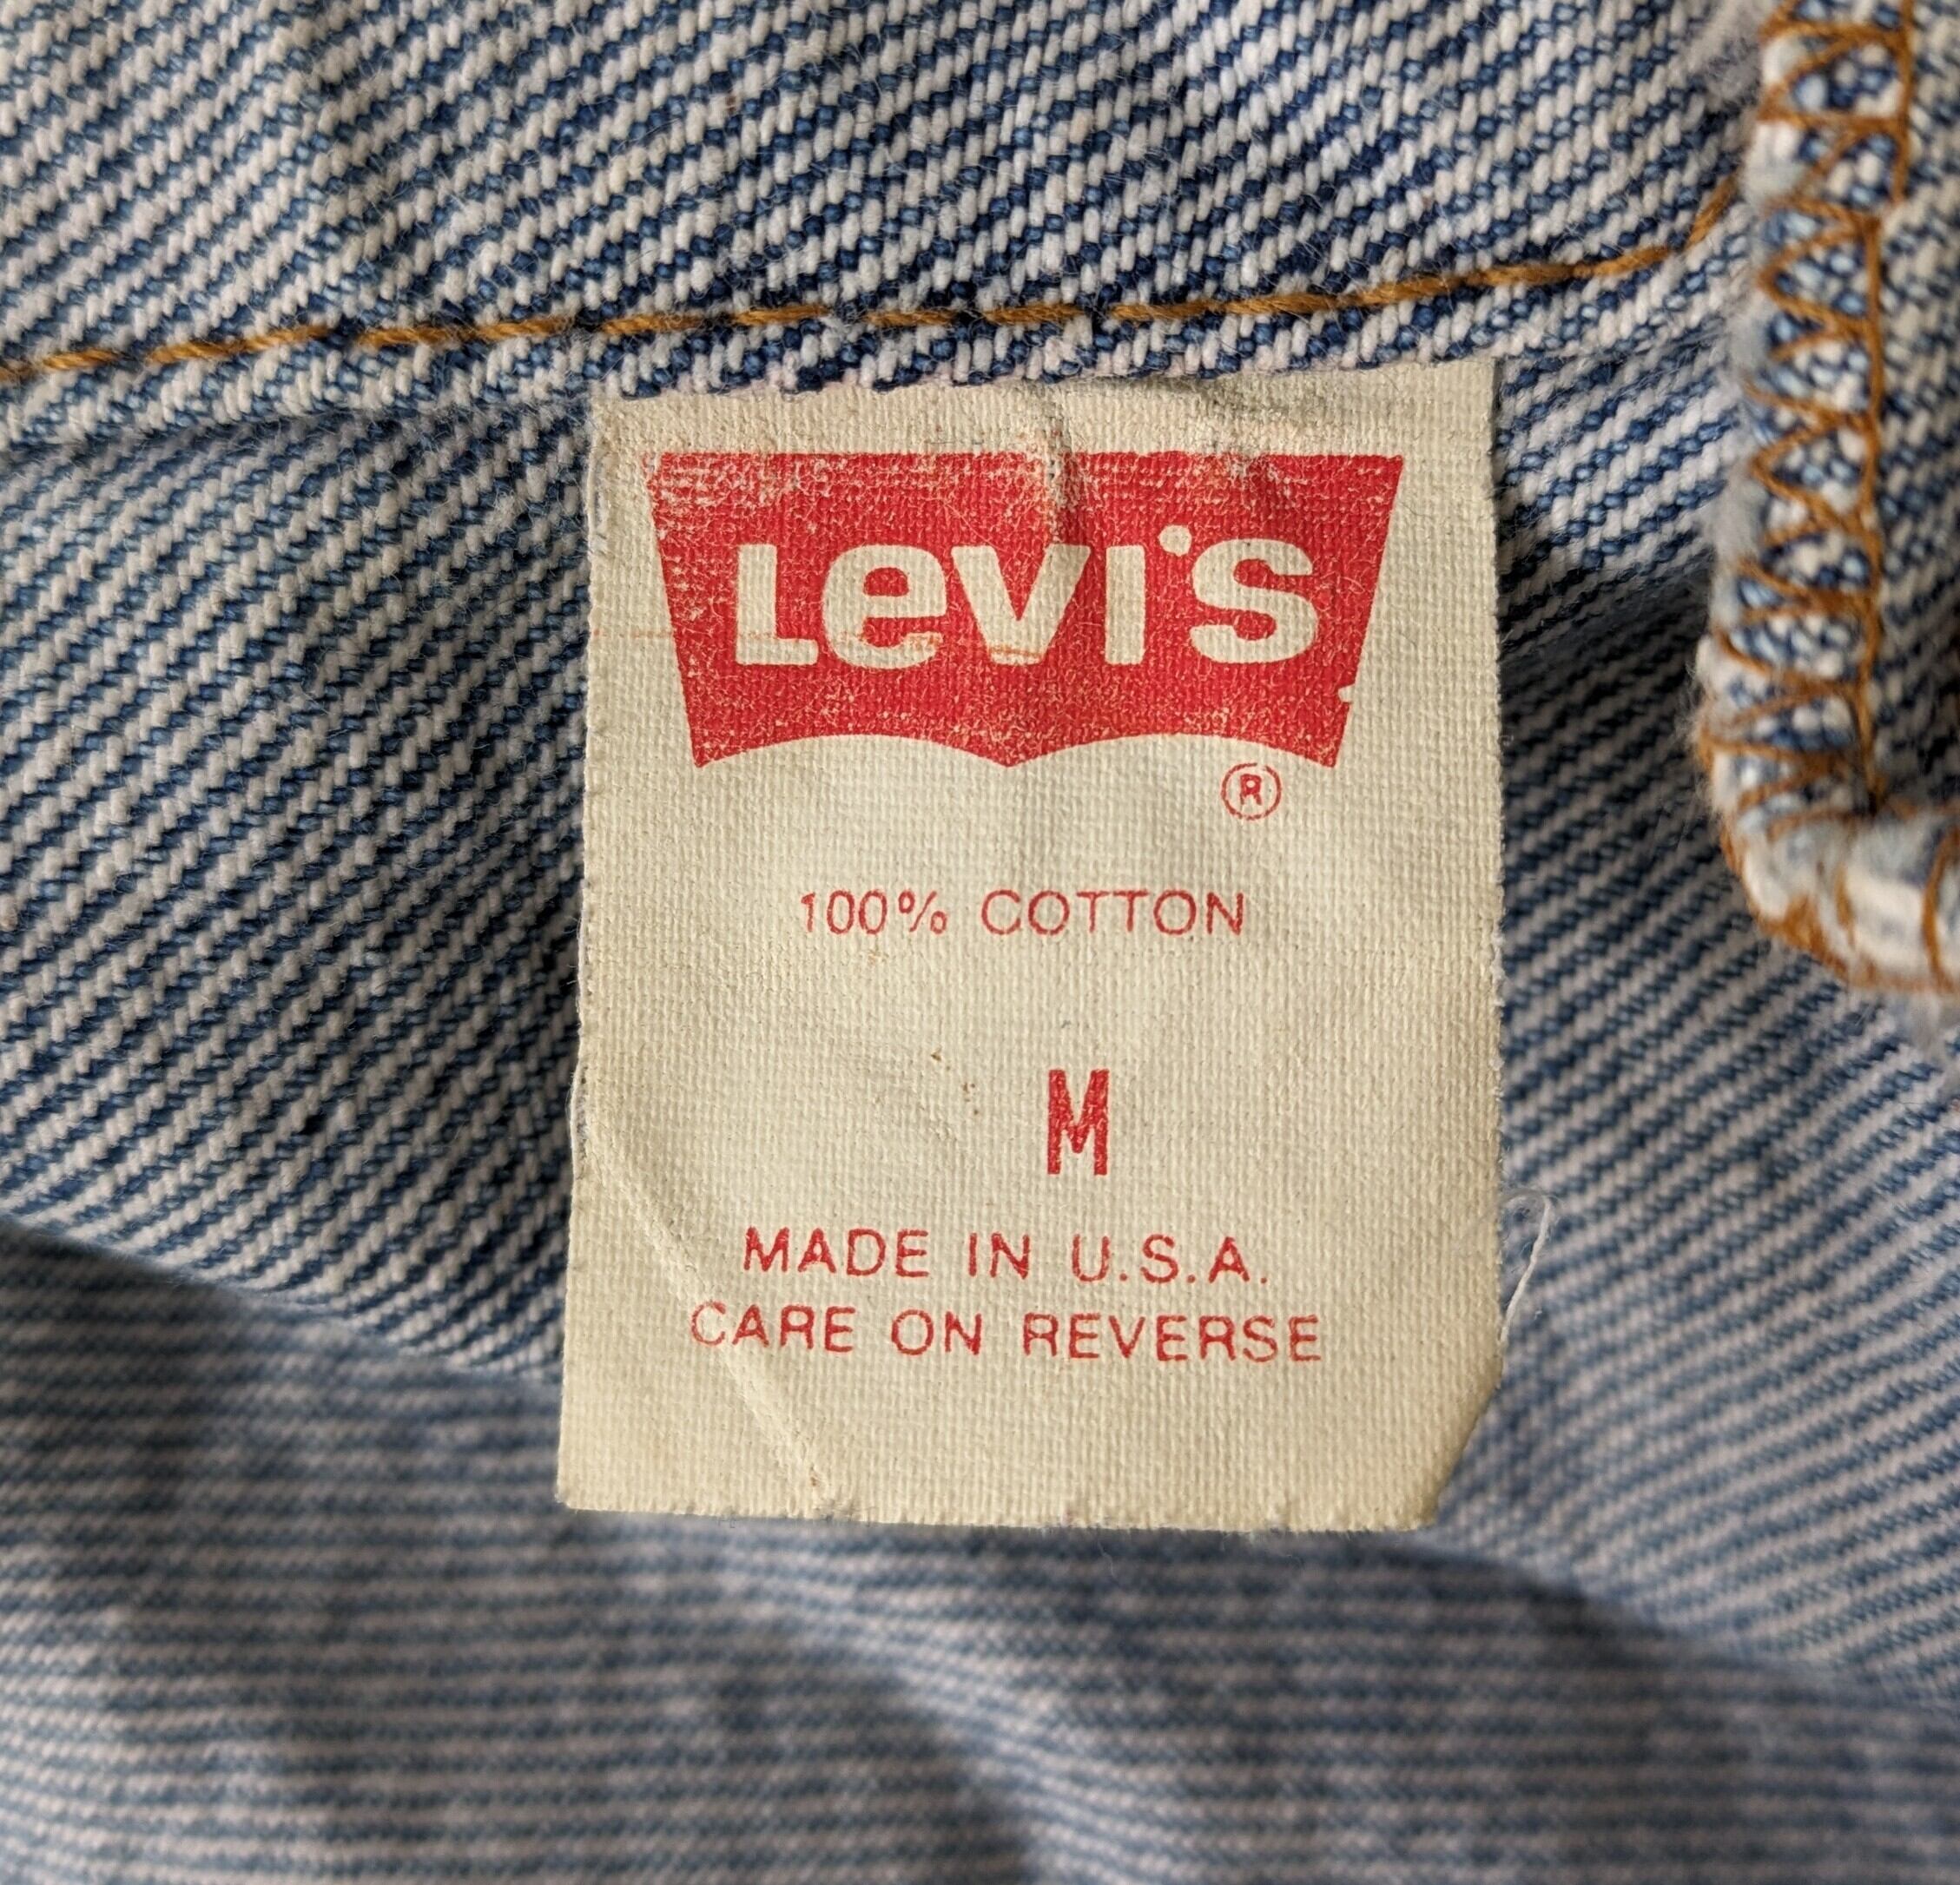 Levi's
®
100% COTTON
M
MADE IN U.S.A.
CARE ON REVERSE